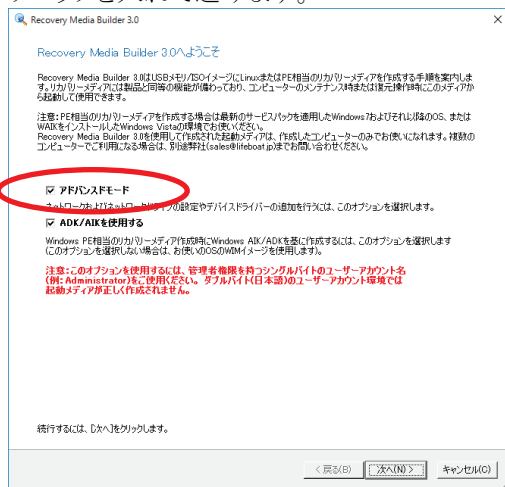 Recovery Media Builder 3.0
Recovery Media Builder 3.0へようこそ
Recovery Media Builder 3.0はUSBメモリ/ISOイメージにLinuxまたはPE相当のリカバリーメディアを作成する手順を案内しま
す。リカバリーメディアには製品と同等の機能が備わっており、コンピューターのメンテナンス時または復元操作時にこのメディアか
ら起動して使用できます。
注意: PE相当のリカバリーメディアを作成する場合は最新のサービスパックを適用したWindows 7およびそれ以降のOS、または
WAIKをインストールしたWindows Vistaの環境でお使いください。
Recovery Media Builder 3.0を使用して作成された起動メディアは、作成したコンピューターのみでお使いになれます。複数の
コンピューターでご利用になる場合は、別途弊社(sales@lifeboat.jp)までお問い合わせください。
アドバンスドモード
の設定やデバイスドライバーの追加を行うには、このオプションを選択します。
ADK/AIKを使用する
Windows PE相当のリカバリーメディア作成時にWindows AIK/ADKを基に作成するには、このオプションを選択します
(このオプションを選択しない場合は、お使いのOSのWIMイメージを使用します)。
注意:このオプションを使用するには、管理者権限を持つシングルバイトのユーザーアカウント名
(例: Administrator)をご使用ください。 ダブルバイト(日本語)のユーザーアカウント環境では
起動メディアが正しく作成されません。
続行するには、[次へ]をクリックします。
< 戻る(B)
次へ(N) >
キャンセル(C)